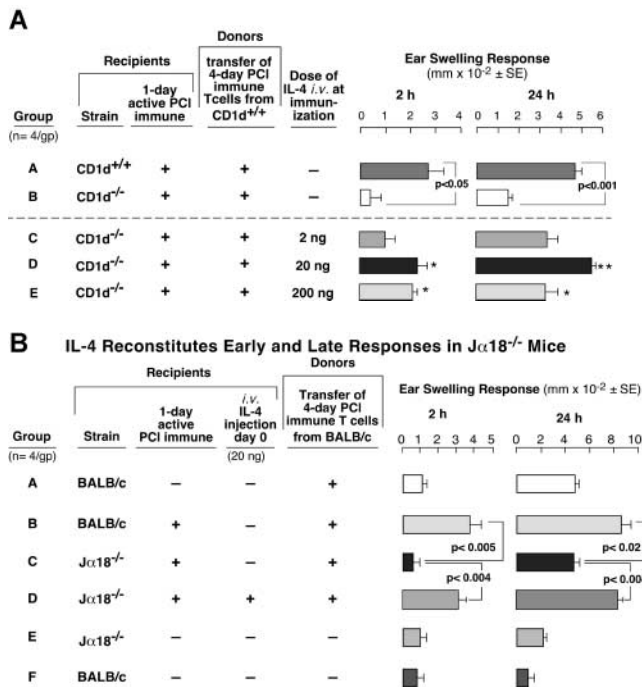 A
Donors
Recipients
transfer of
4-day PCI
immune
Tcells from
CD1d+/+
Dose of
IL-4 i.v. at
immun-
ization
Ear Swelling Response
(mm x 10-2 ± SE)
Group
(n= 4/gp)
Strain
1-day
active PCI
immune
2 h
24 h
0 1 2 3 4
0 1 2 3 4 5 6
A CD1d+/+ + + –
p<0.05
p<0.001
B CD1d-/- + + –
C CD1d-/- + + 2 ng
D CD1d-/- + + 20 ng * **
E CD1d-/- + + 200 ng * *
B IL-4 Reconstitutes Early and Late Responses in Jα18-/- Mice
Donors
Recipients
Transfer of
4-day PCI
immune T cells
from BALB/c
Ear Swelling Response (mm x 10-2 ± SE)
Group
(n= 4/gp)
Strain
1-day
active
PCI immune
i.v.
IL-4
injection
day 0
(20 ng)
2 h
24 h
0 1 2 3 4 5
0 2 4 6 8 10
A BALB/c – – +
B BALB/c + – +
p< 0.005
p< 0.02
C Jα18-/- + – +
p< 0.004
p< 0.00
D Jα18-/- + + +
E Jα18-/- – – –
F BALB/c – – –